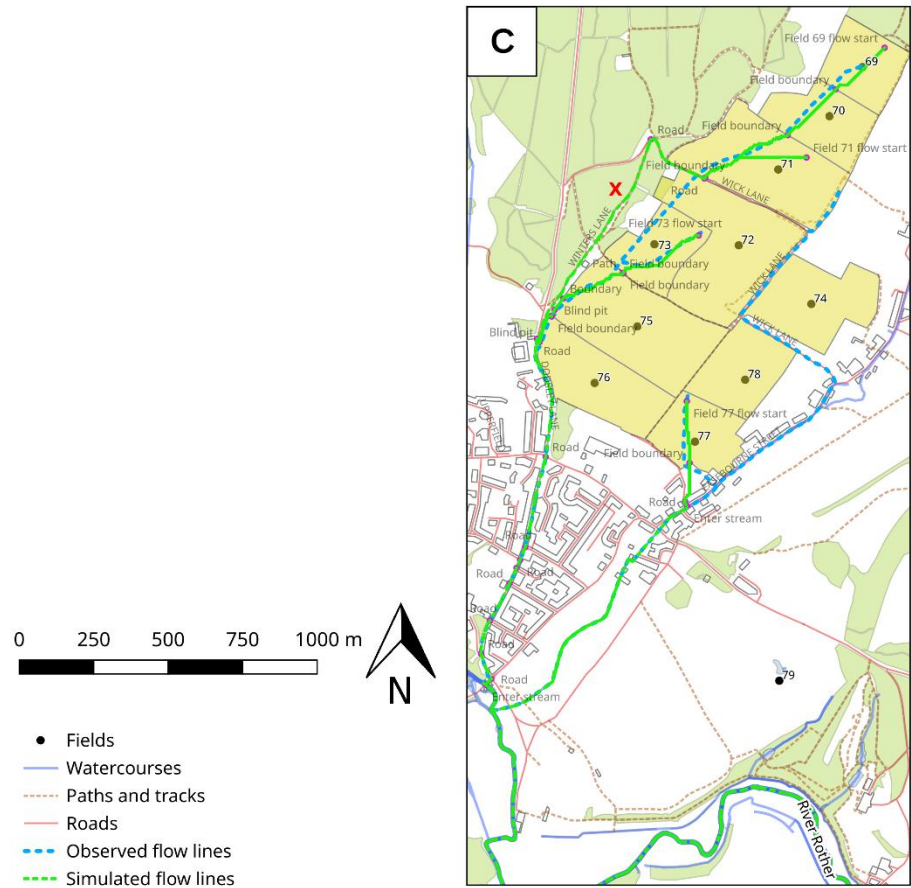 C
Field 69 flow start
69
Field boundary
70
Field boundary
Road
Field boundary
Field 71 flow start
71
X
WICK LANE
Road
Field 73 flow start
WINTERS LANE
73
72
Path
Field boundary
WICK LANE
Field boundary
Boundary
74
Blind pit
WICK LANE
Field boundary
75
Blind pit
Road
76
78
Field 77 flow start
77
Road
Field boundary
Road
Enter stream
Road
Road
Road
Road
Road
79
Road
Enter stream
River Rother
0 250 500 750 1000 m
N
Fields
Watercourses
Paths and tracks
Roads
Observed flow lines
Simulated flow lines